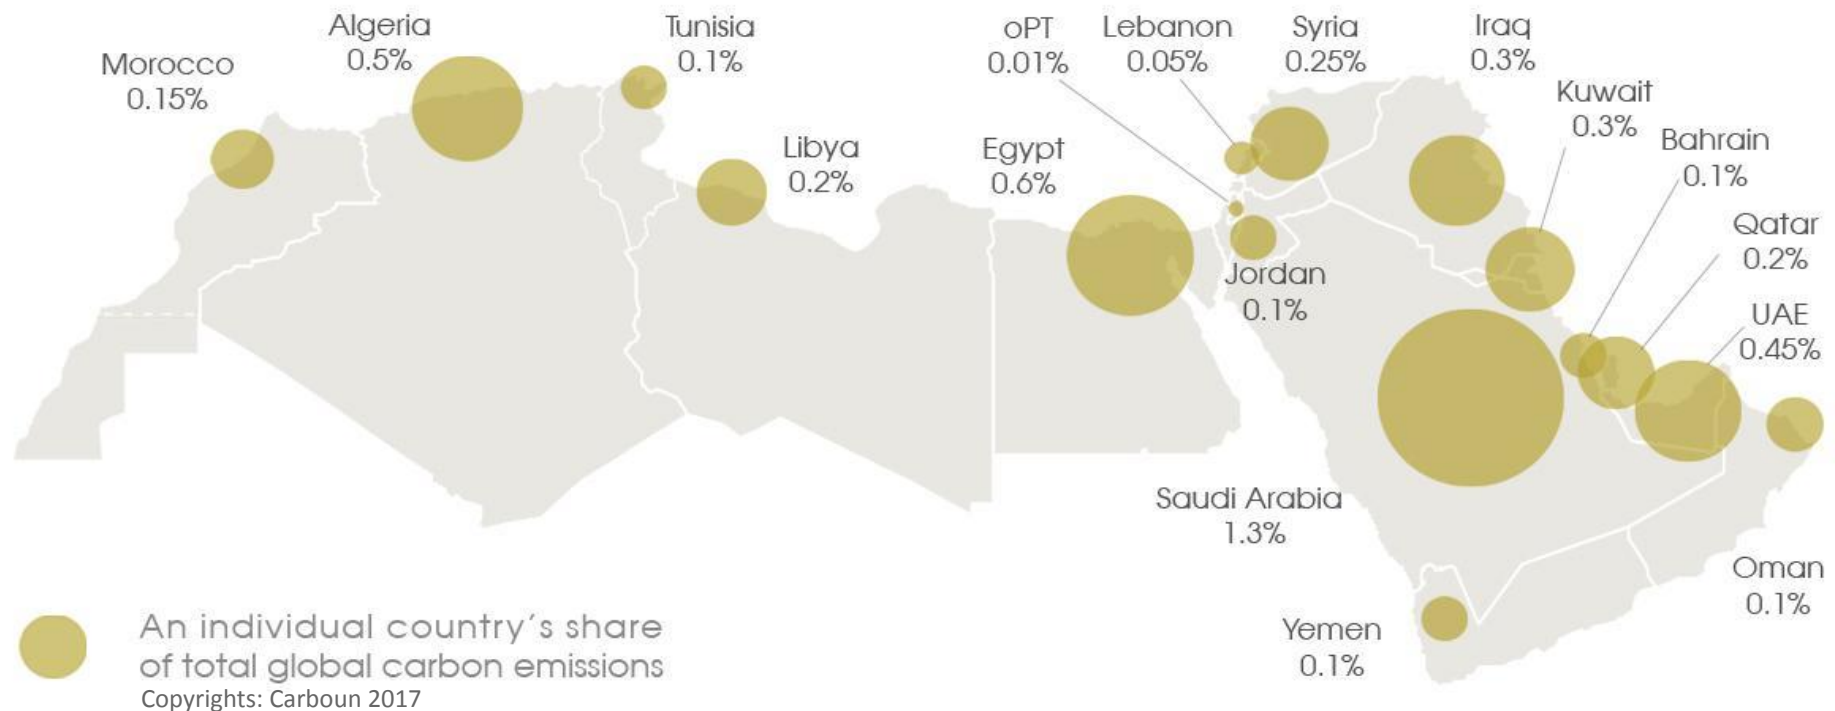 Morocco
0.15%
Algeria
0.5%
Tunisia
0.1%
Libya
0.2%
Egypt
0.6%
oPT
0.01%
Lebanon
0.05%
Syria
0.25%
Iraq
0.3%
Kuwait
0.3%
Bahrain
0.1%
Qatar
0.2%
UAE
0.45%
Jordan
0.1%
Saudi Arabia
1.3%
Oman
0.1%
Yemen
0.1%
An individual country´s share
of total global carbon emissions
Copyrights: Carboun 2017